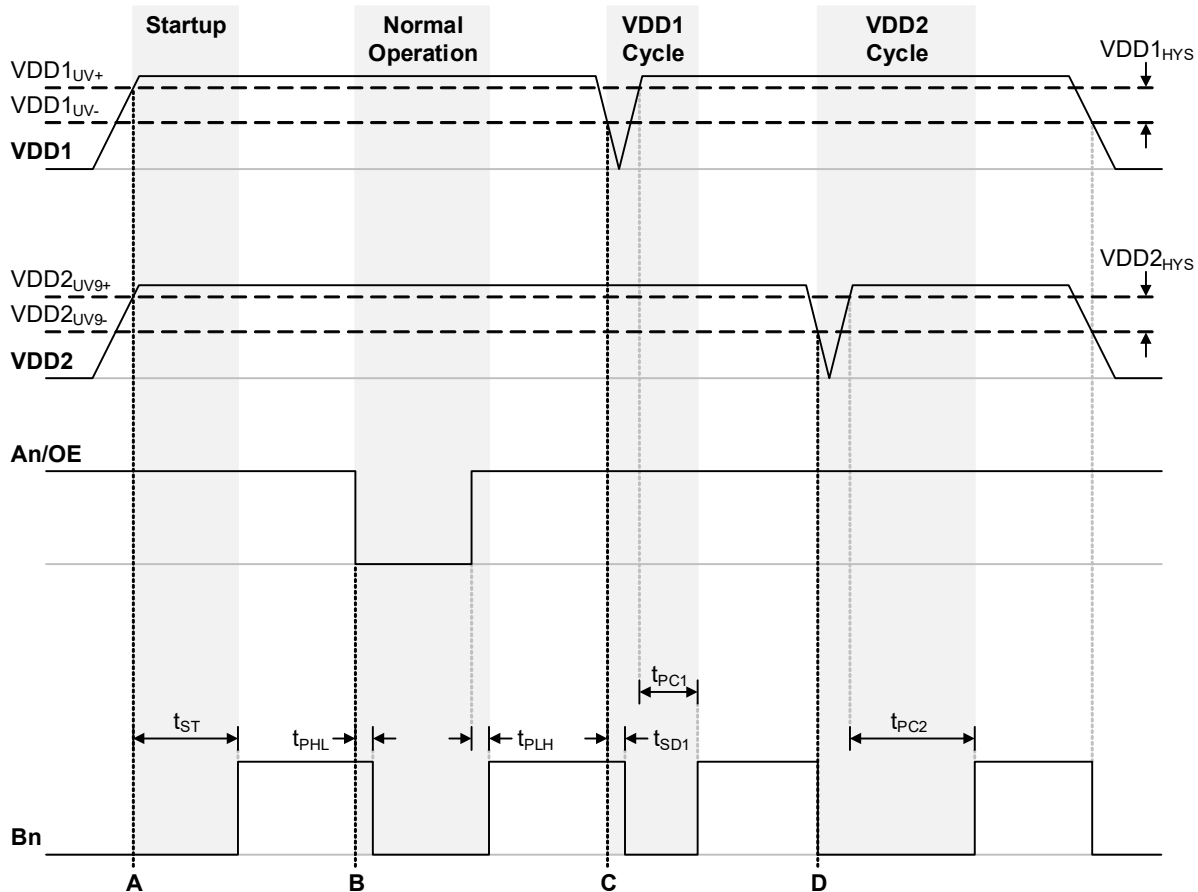 Startup
Normal
Operation
VDD1
Cycle
VDD2
Cycle
VDD1HYS
VDD1UV+
VDD1UV-
VDD1
VDD2HYS
VDD2UV9+
VDD2UV9-
VDD2
An/OE
tPC1
tST
tPHL
tPLH
tSD1
tPC2
Bn
A
B
C
D